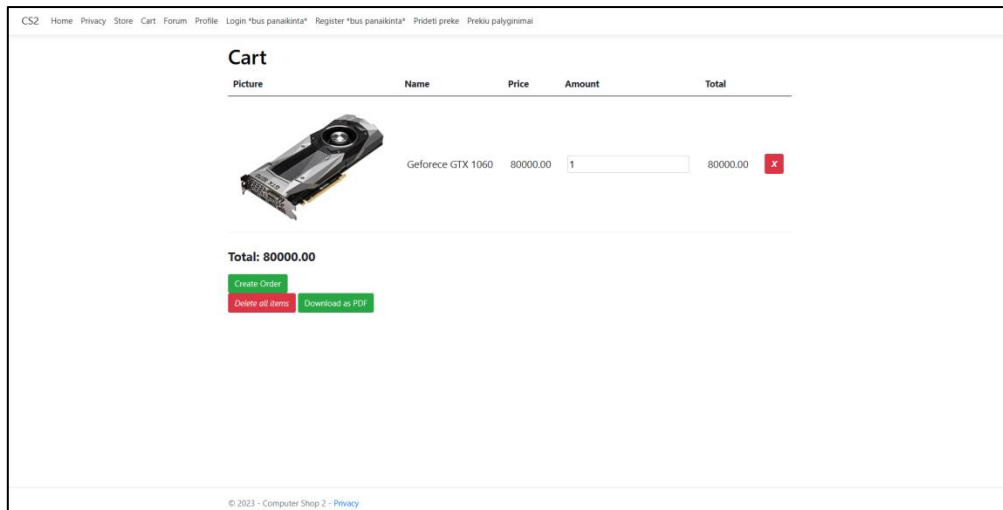 CS2 Home Privacy Store Cart Forum Profile Login *bus panaikinta* Register *bus panaikinta* Prideti preke Prekiu palyginimai
Cart
Picture Name Price Amount Total
Geforece GTX 1060 80000.00 1 80000.00 X
Total: 80000.00
Create Order
Delete all items Download as PDF
© 2023 - Computer Shop 2 - Privacy